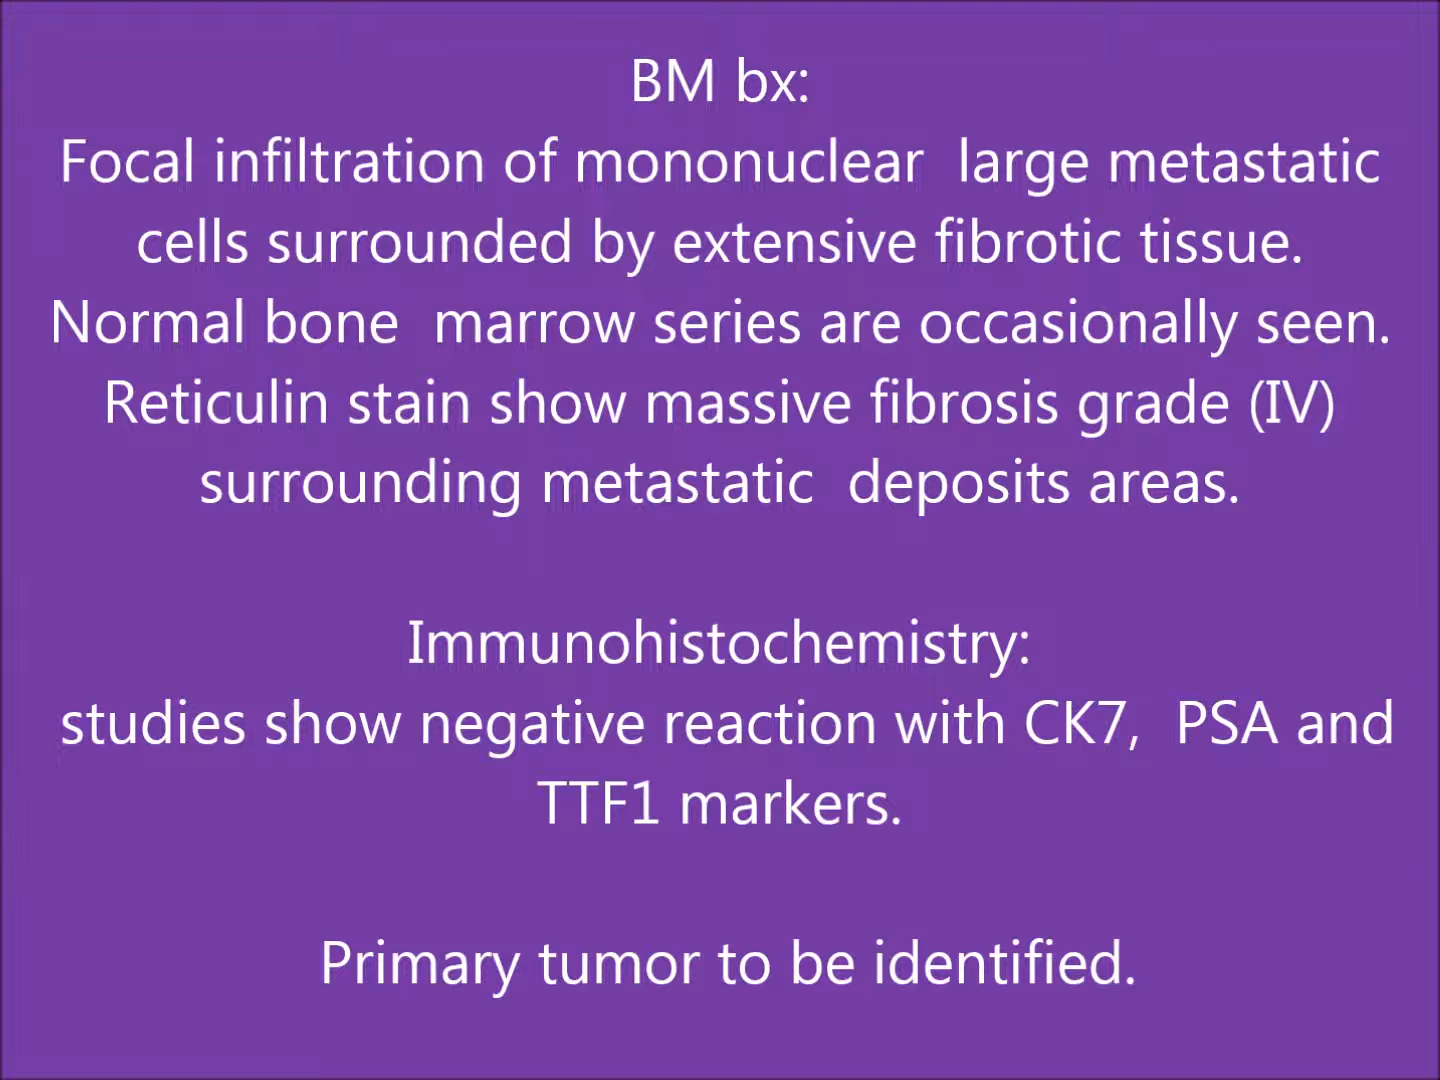 BM bx:
Focal infiltration of mononuclear  large metastatic
cells surrounded by extensive fibrotic tissue.
Normal bone  marrow series are occasionally seen.
Reticulin stain show massive fibrosis grade (IV)
surrounding metastatic  deposits areas.
Immunohistochemistry:
studies show negative reaction with CK7,  PSA and
TTF1 markers.
Primary tumor to be identified.